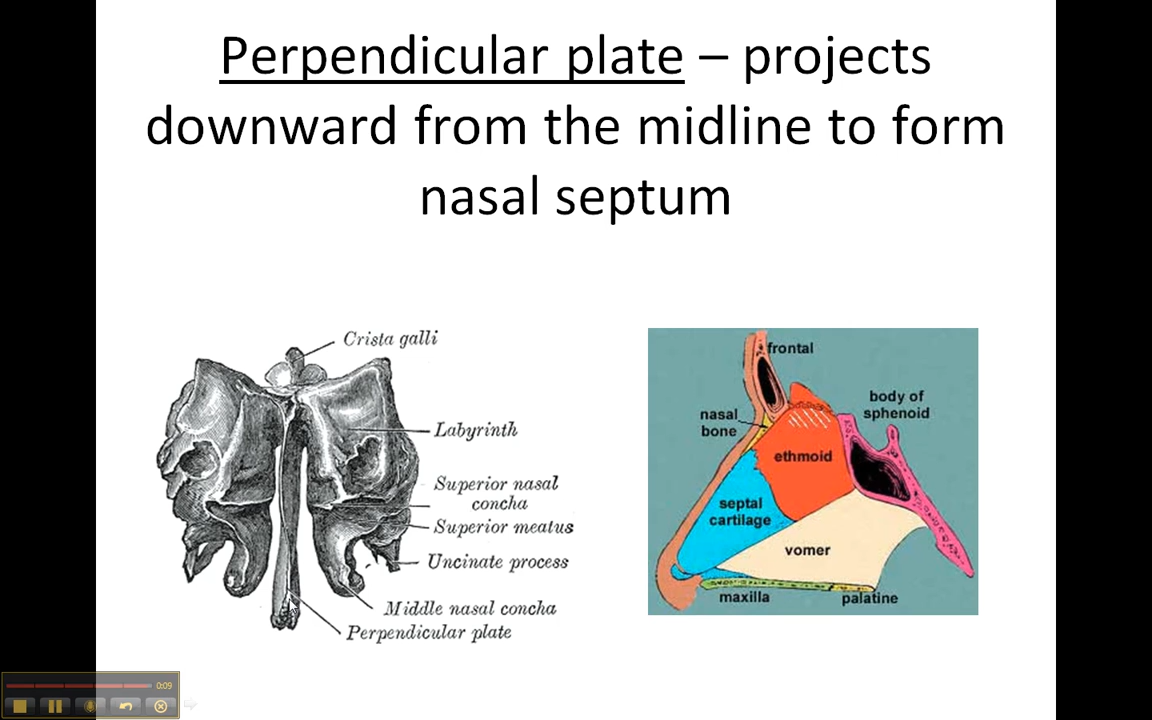 Perpendicular plate – projects
downward from the midline to form
nasal septum
Crista galli
Labyrinth
Superior nasal
concha
Superior meatus
Uncinate process
Middle nasal concha
Perpendicular plate
frontal
body of
sphenoid
nasal
bone
ethmoid
septal
cartilage
vomer
maxilla
palatine
0:09